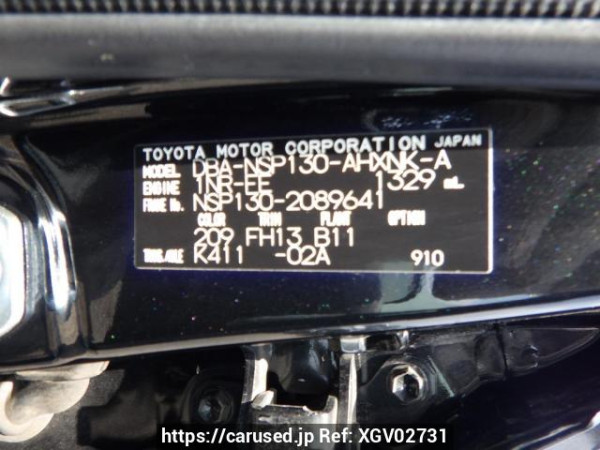 TOYOTA MOTOR CORPORATION JAPAN
MODEL DBA-NSP130-AHXNK-A
ENGINE 1NR-FE 1329 mL
FRAME No. NSP130-2089641
COLOR TRIM PLANT OPTION
209 FH13 B11
TRANS.AXLE K411 -02A 910
https://carused.jp Ref: XGV02731